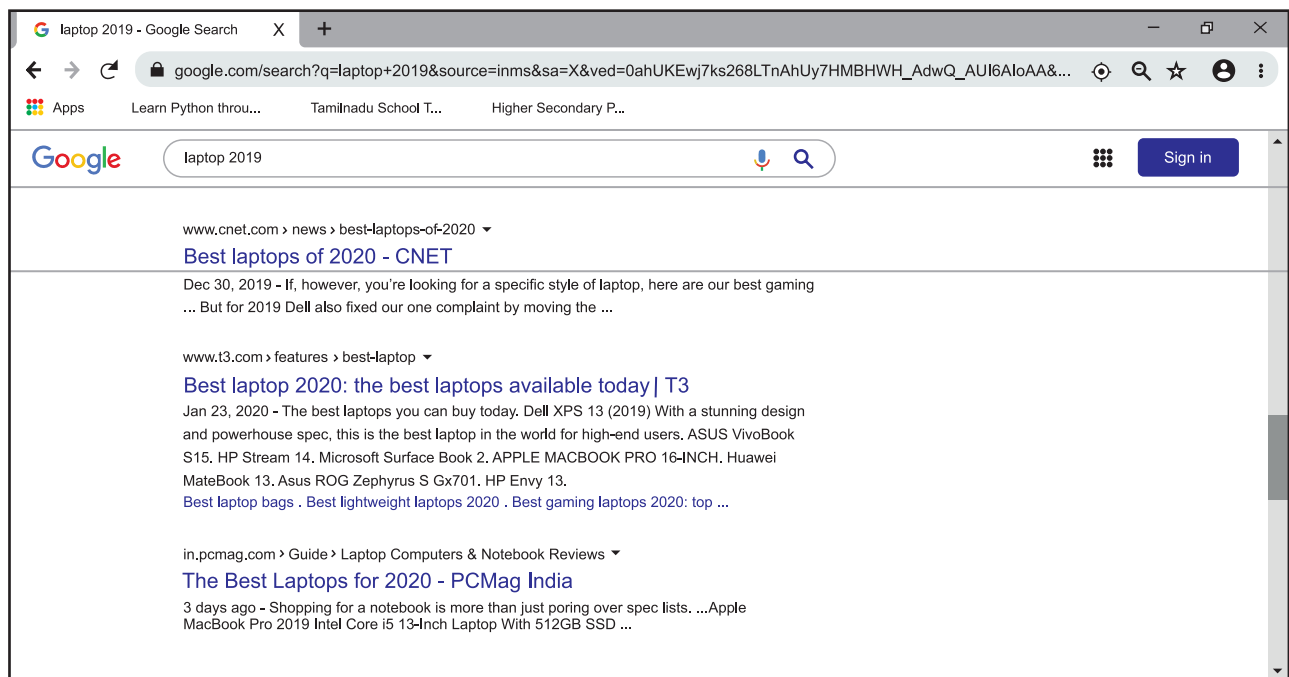 laptop 2019 - Google Search X +
google.com/search?q=laptop+2019&source=inms&sa=X&ved=0ahUKEwj7ks268LTnAhUy7HMBHWH_AdwQ_AUI6AIoAA&...
Apps Learn Python throu... Tamilnadu School T... Higher Secondary P...
Google laptop 2019 Sign in
www.cnet.com › news › best-laptops-of-2020
Best laptops of 2020 - CNET
Dec 30, 2019 - If, however, you're looking for a specific style of laptop, here are our best gaming
... But for 2019 Dell also fixed our one complaint by moving the ...
www.t3.com › features › best-laptop
Best laptop 2020: the best laptops available today | T3
Jan 23, 2020 - The best laptops you can buy today. Dell XPS 13 (2019) With a stunning design
and powerhouse spec, this is the best laptop in the world for high-end users. ASUS VivoBook
S15. HP Stream 14. Microsoft Surface Book 2. APPLE MACBOOK PRO 16-INCH. Huawei
MateBook 13. Asus ROG Zephyrus S Gx701. HP Envy 13.
Best laptop bags . Best lightweight laptops 2020 . Best gaming laptops 2020: top ...
in.pcmag.com › Guide › Laptop Computers & Notebook Reviews
The Best Laptops for 2020 - PCMag India
3 days ago - Shopping for a notebook is more than just poring over spec lists. ...Apple
MacBook Pro 2019 Intel Core i5 13-Inch Laptop With 512GB SSD ...